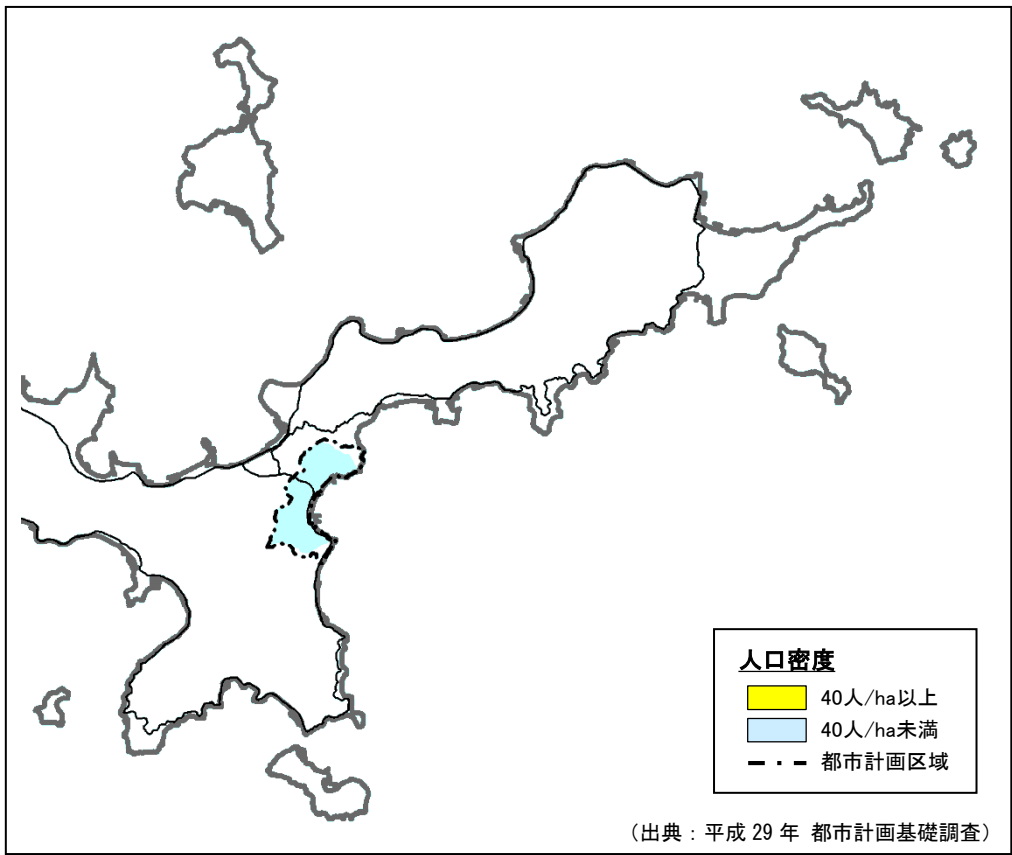 人口密度
40人/ha以上
40人/ha未満
都市計画区域
（出典：平成 29 年 都市計画基礎調査）